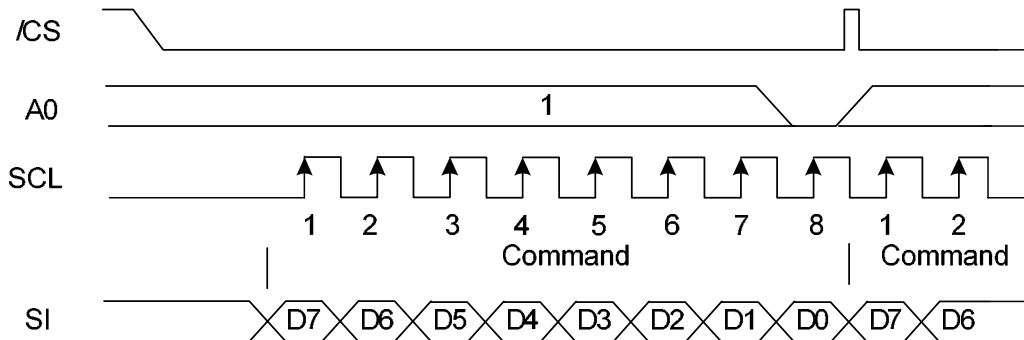 /CS
A0
1
SCL
1 2 3 4 5 6 7 8 1 2
Command Command
SI
D7 D6 D5 D4 D3 D2 D1 D0 D7 D6